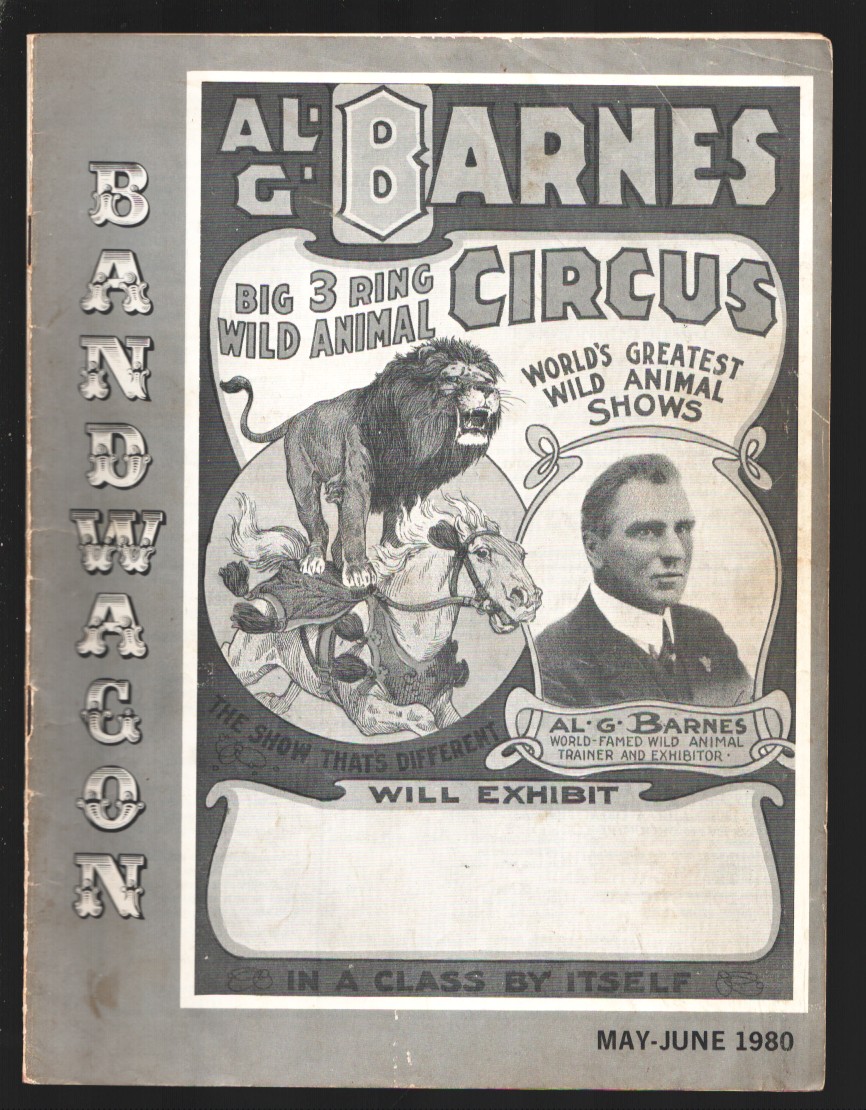 BANDWAGON
AL. G. BARNES
CIRCUS
BIG 3 RING
WILD ANIMAL
WORLD'S GREATEST
WILD ANIMAL
SHOWS
THE SHOW THAT'S DIFFERENT
AL·G·BARNES
WORLD-FAMED WILD ANIMAL
TRAINER AND EXHIBITOR·
WILL EXHIBIT
IN A CLASS BY ITSELF
MAY-JUNE 1980